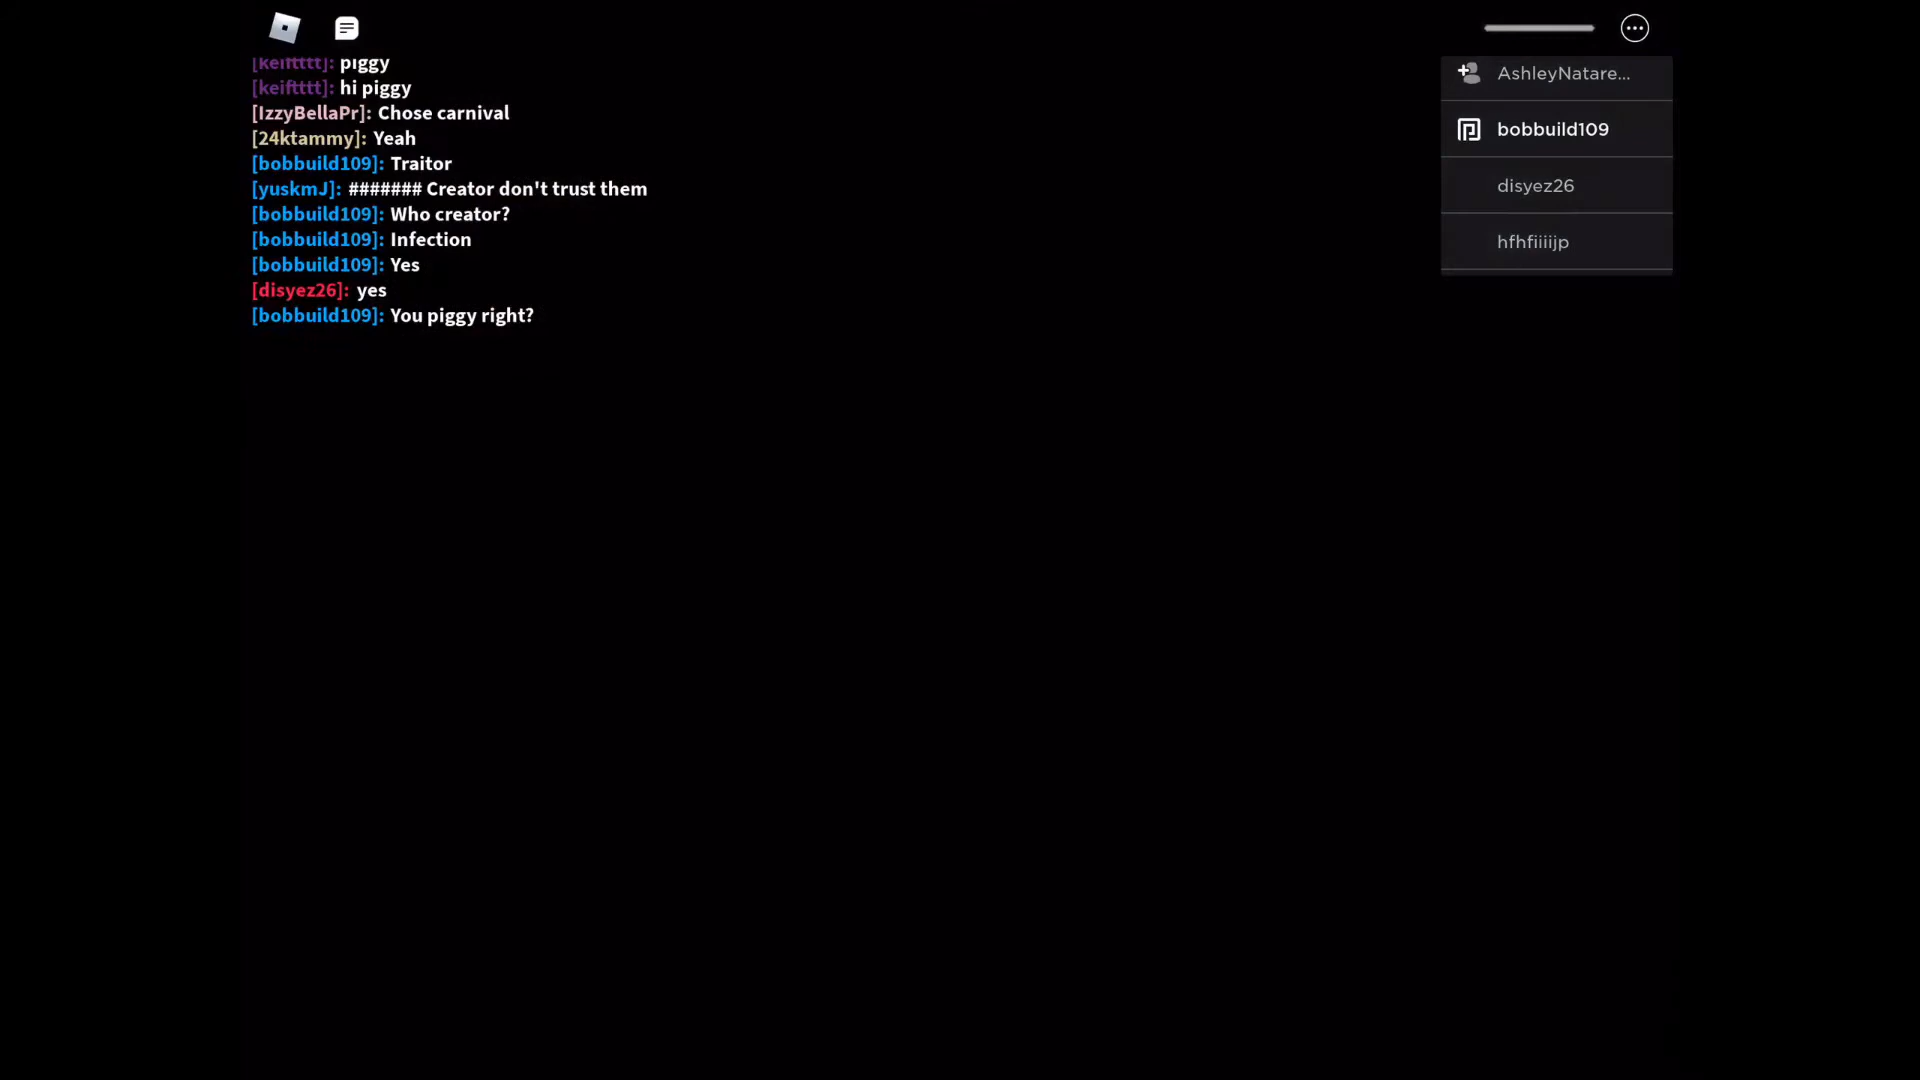 [keiftttt]: piggy
[keiftttt]: hi piggy
[IzzyBellaPr]: Chose carnival
[24ktammy]: Yeah
[bobbuild109]: Traitor
[yuskmJ]: ####### Creator don't trust them
[bobbuild109]: Who creator?
[bobbuild109]: Infection
[bobbuild109]: Yes
[disyez26]: yes
[bobbuild109]: You piggy right?
AshleyNatare...
bobbuild109
disyez26
hfhfiiiijp